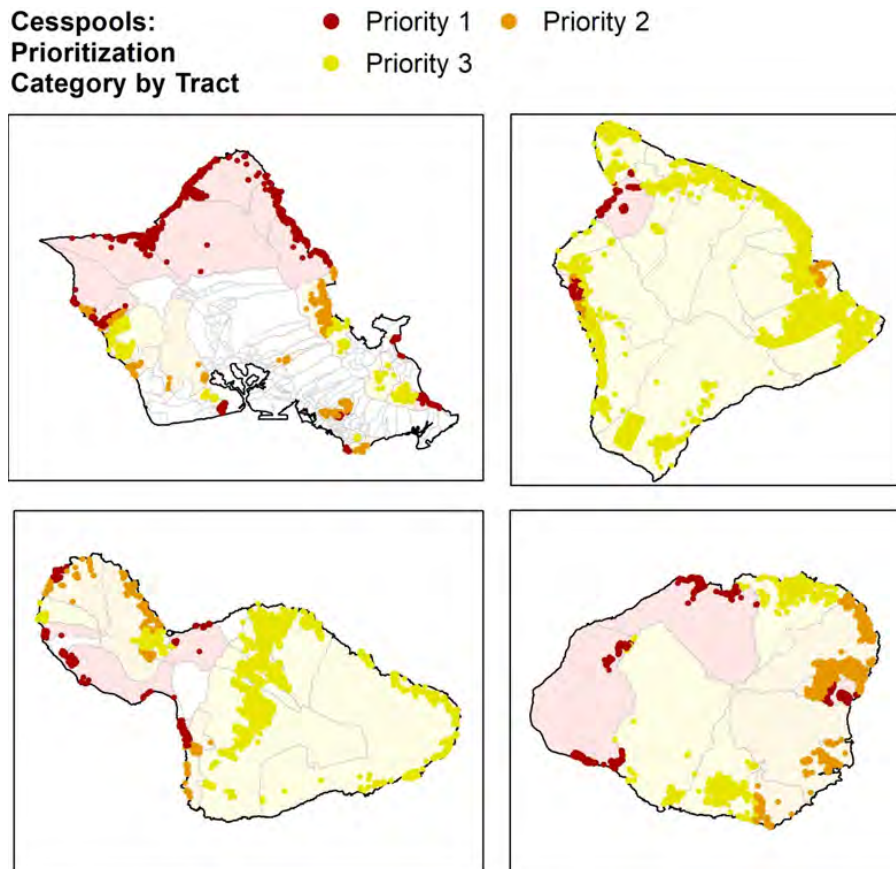 Cesspools:
Prioritization
Category by Tract
Priority 1
Priority 2
Priority 3